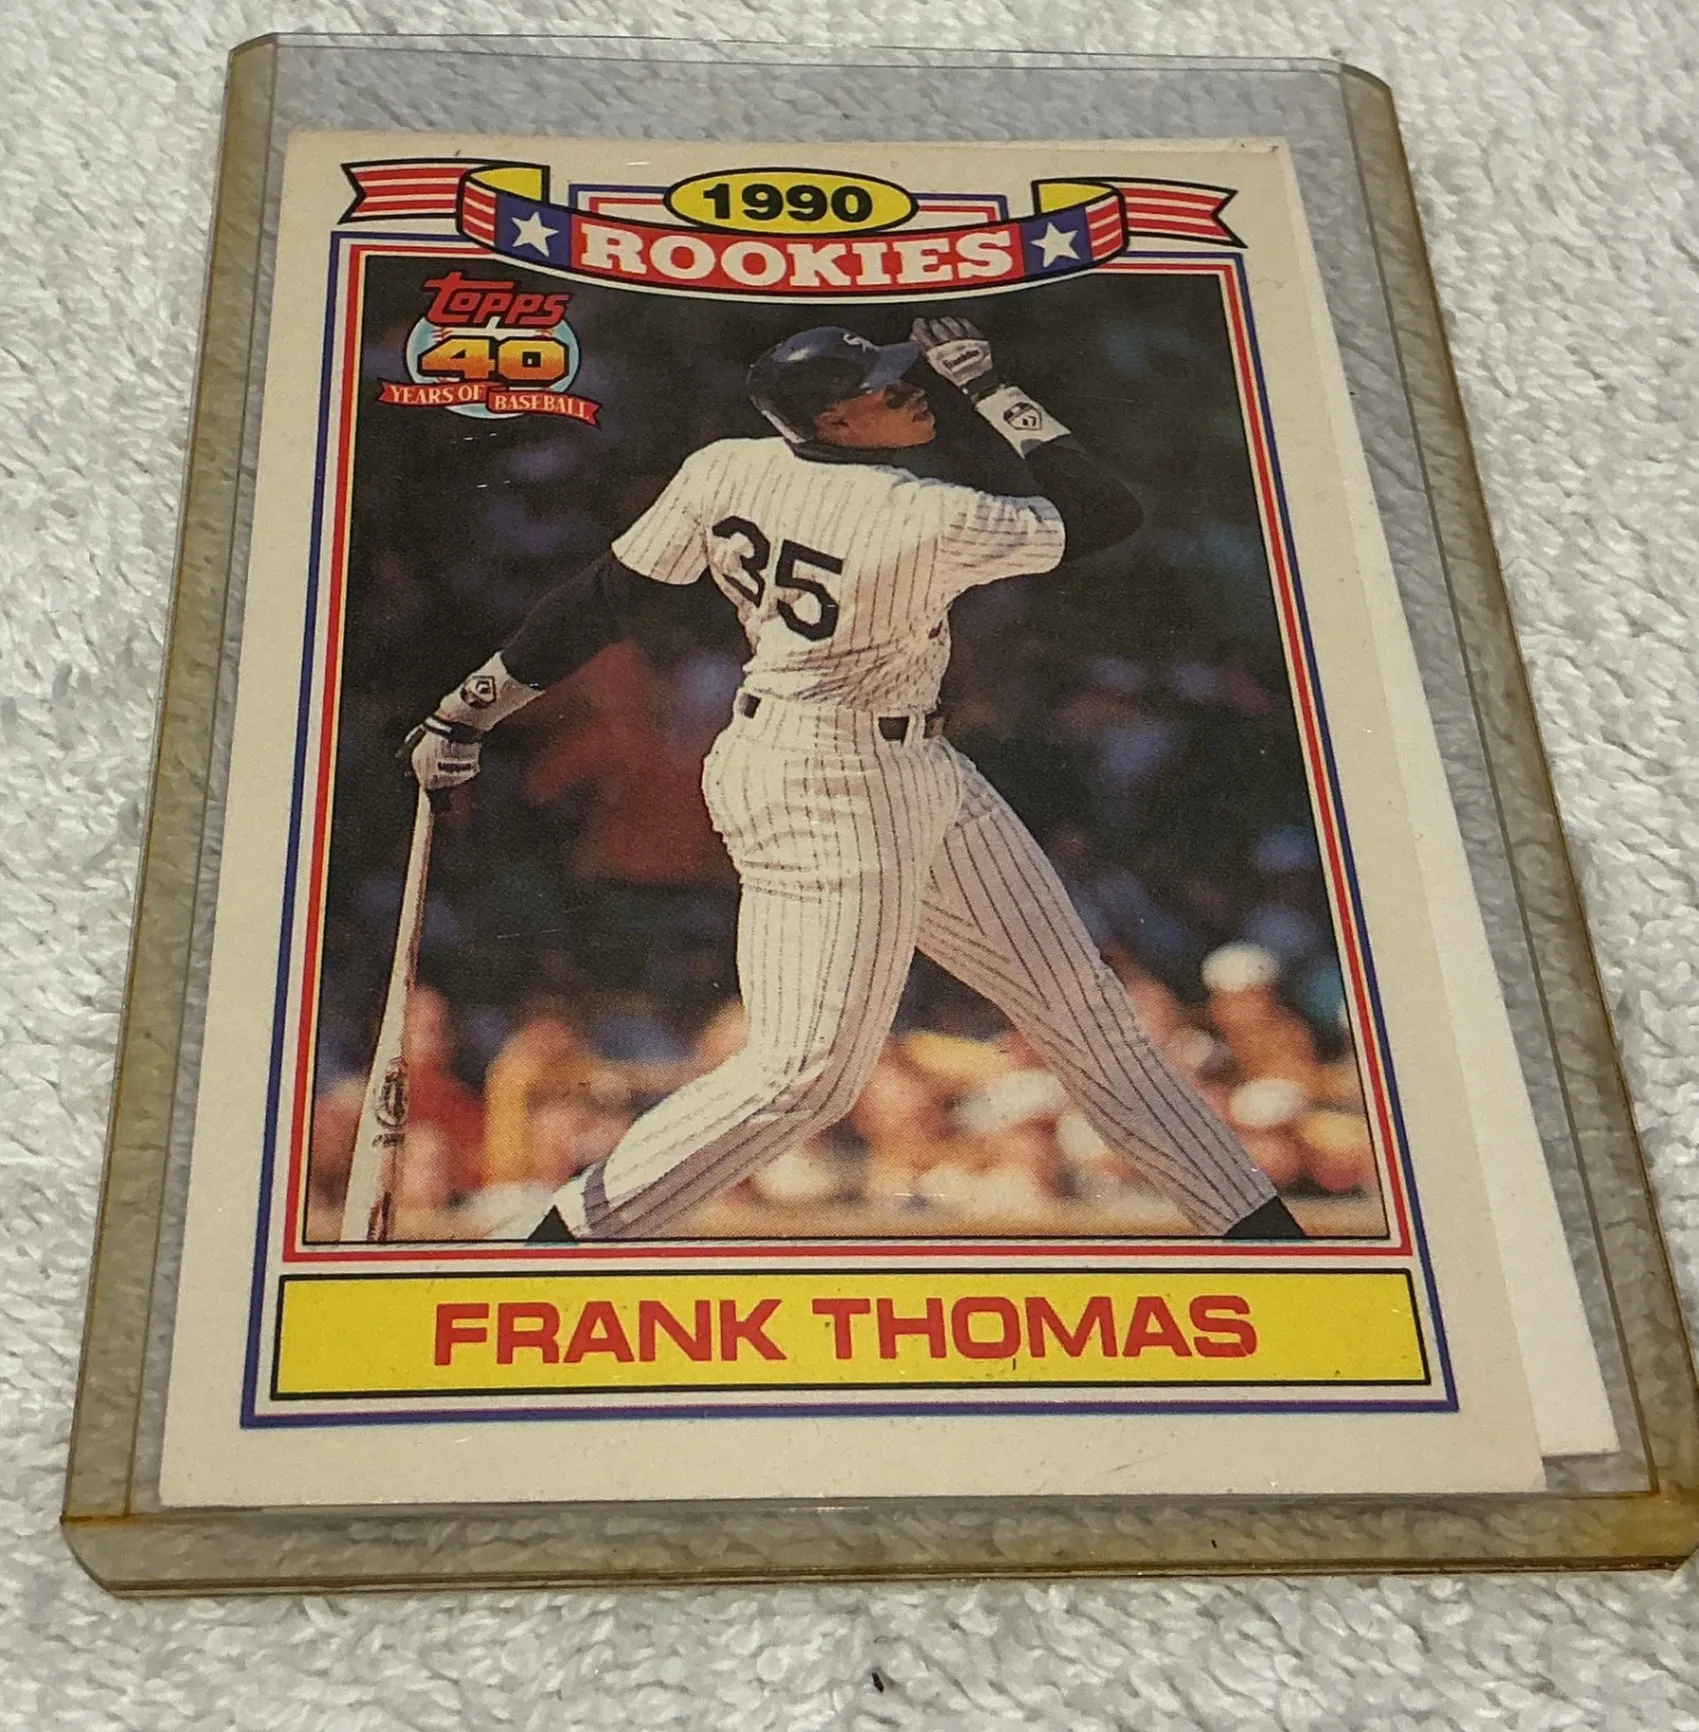 1990
ROOKIES
TOPPS
40
YEARS OF BASEBALL
35
FRANK THOMAS